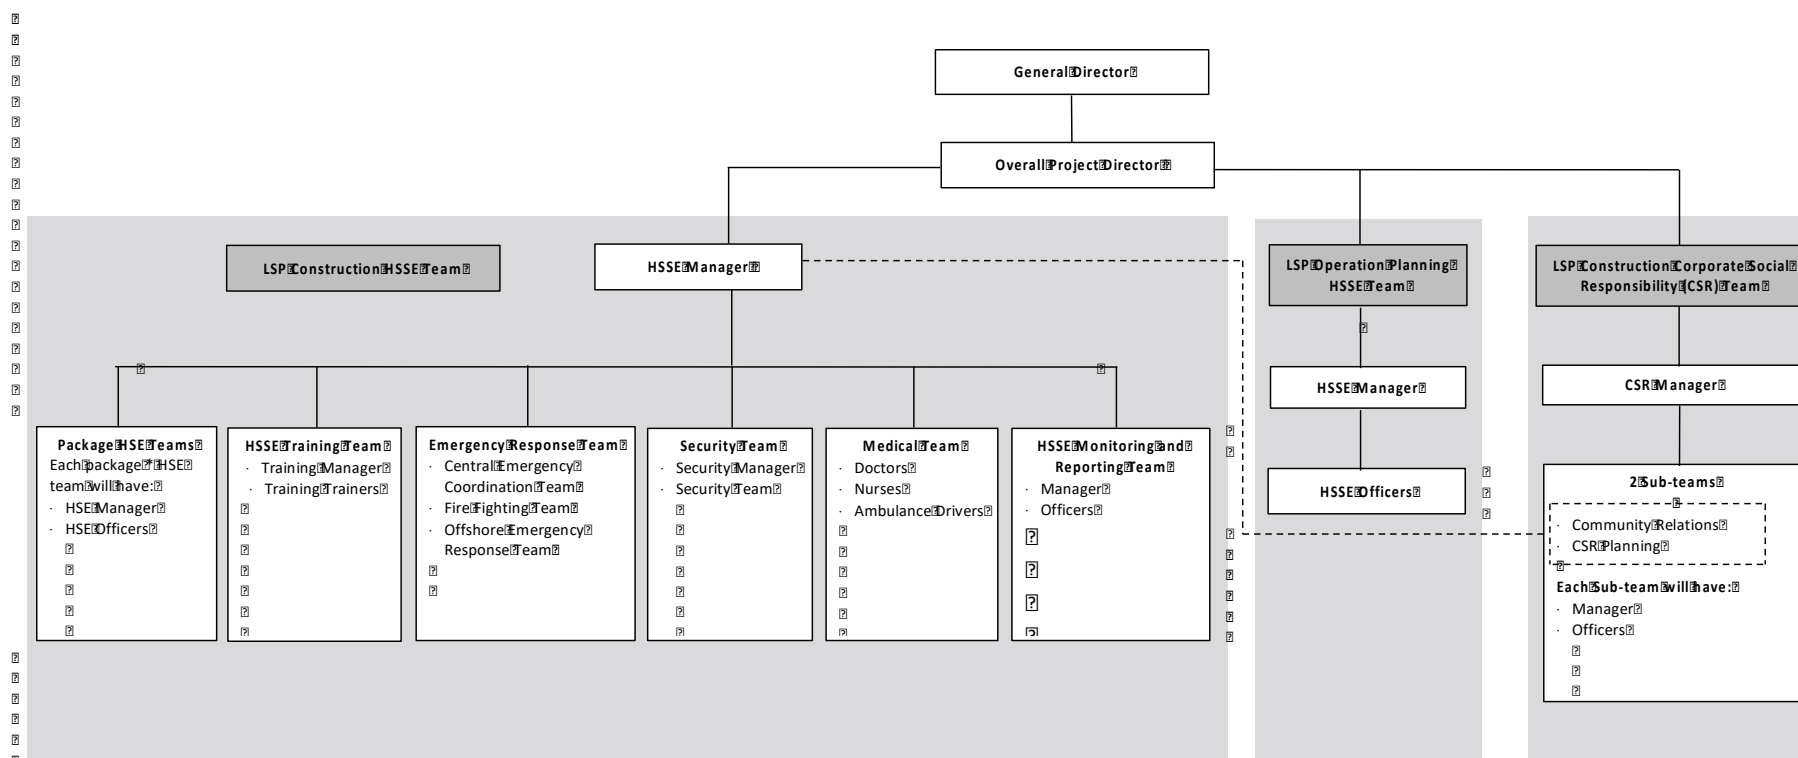 General Director
Overall Project Director
LSP Construction HSSE Team
HSSE Manager
LSP Operation Planning
HSSE Team
LSP Construction Corporate Social
Responsibility (CSR) Team
HSSE Manager
CSR Manager
Package HSE Teams
Each package * HSE
team will have:
· HSE Manager
· HSE Officers
HSSE Training Team
· Training Manager
· Training Trainers
Emergency Response Team
· Central Emergency
Coordination Team
· Fire Fighting Team
· Offshore Emergency
Response Team
Security Team
· Security Manager
· Security Team
Medical Team
· Doctors
· Nurses
· Ambulance Drivers
HSSE Monitoring and
Reporting Team
· Manager
· Officers
HSSE Officers
2 Sub-teams
· Community Relations
· CSR Planning
Each Sub-team will have:
· Manager
· Officers